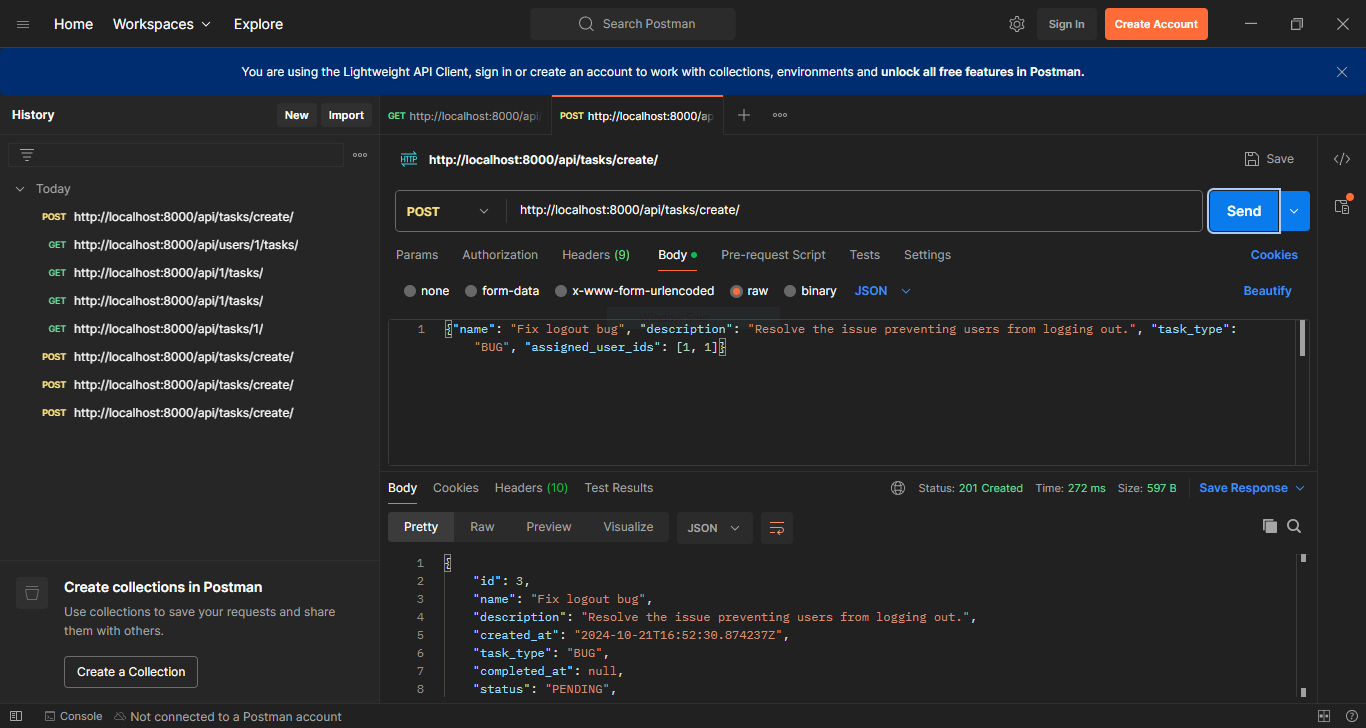 Home Workspaces Explore Search Postman Sign In Create Account
You are using the Lightweight API Client, sign in or create an account to work with collections, environments and unlock all free features in Postman.
History New Import
GET http://localhost:8000/api/ POST http://localhost:8000/ap
HTTP http://localhost:8000/api/tasks/create/ Save
Today
POST http://localhost:8000/api/tasks/create/
GET http://localhost:8000/api/users/1/tasks/
GET http://localhost:8000/api/1/tasks/
GET http://localhost:8000/api/1/tasks/
GET http://localhost:8000/api/tasks/1/
POST http://localhost:8000/api/tasks/create/
POST http://localhost:8000/api/tasks/create/
POST http://localhost:8000/api/tasks/create/
POST http://localhost:8000/api/tasks/create/ Send
Params Authorization Headers (9) Body Pre-request Script Tests Settings Cookies
none form-data x-www-form-urlencoded raw binary JSON Beautify
1 {"name": "Fix logout bug", "description": "Resolve the issue preventing users from logging out.", "task_type":
"BUG", "assigned_user_ids": [1, 1]}
Body Cookies Headers (10) Test Results Status: 201 Created Time: 272 ms Size: 597 B Save Response
Pretty Raw Preview Visualize JSON
1 {
2 "id": 3,
3 "name": "Fix logout bug",
4 "description": "Resolve the issue preventing users from logging out.",
5 "created_at": "2024-10-21T16:52:30.874237Z",
6 "task_type": "BUG",
7 "completed_at": null,
8 "status": "PENDING",
Create collections in Postman
Use collections to save your requests and share
them with others.
Create a Collection
Console Not connected to a Postman account